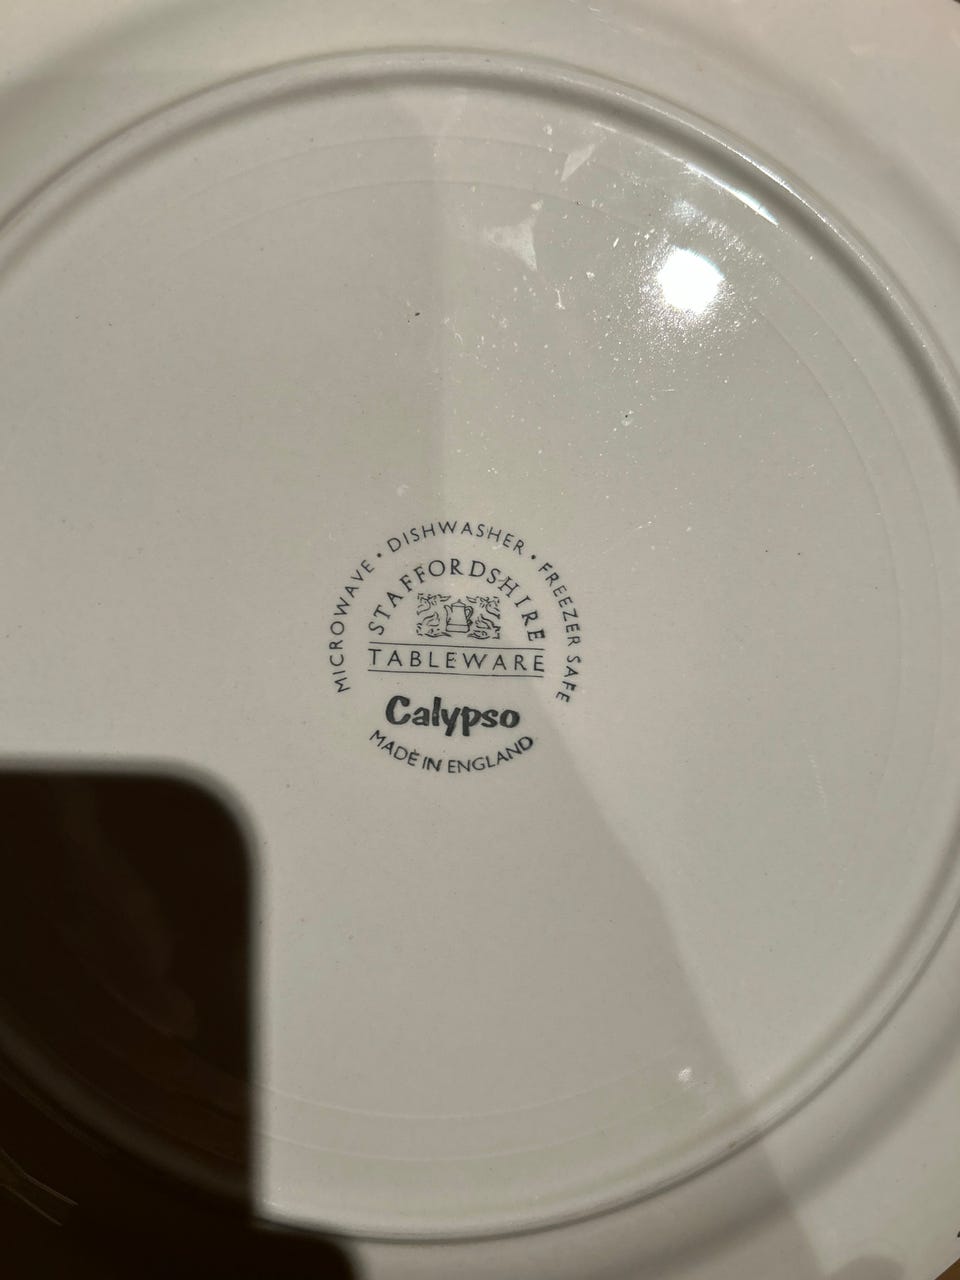 MICROWAVE • DISHWASHER • FREEZER SAFE
STAFFORDSHIRE
TABLEWARE
Calypso
MADE IN ENGLAND